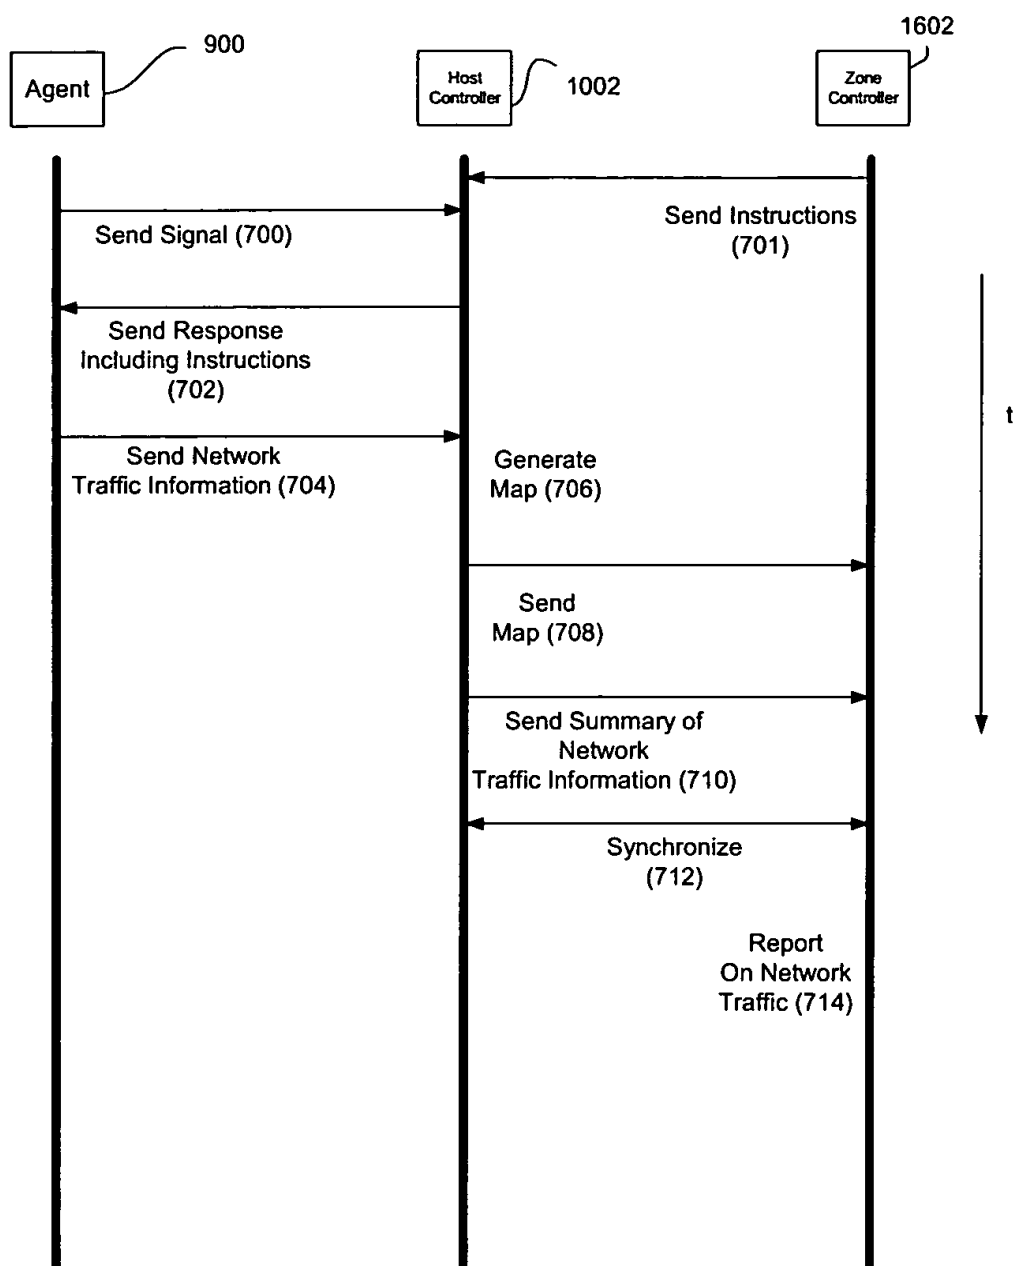 900
1602
Agent
Host
Controller
1002
Zone
Controller
Send Instructions
(701)
Send Signal (700)
Send Response
Including Instructions
(702)
t
Send Network
Traffic Information (704)
Generate
Map (706)
Send
Map (708)
Send Summary of
Network
Traffic Information (710)
Synchronize
(712)
Report
On Network
Traffic (714)